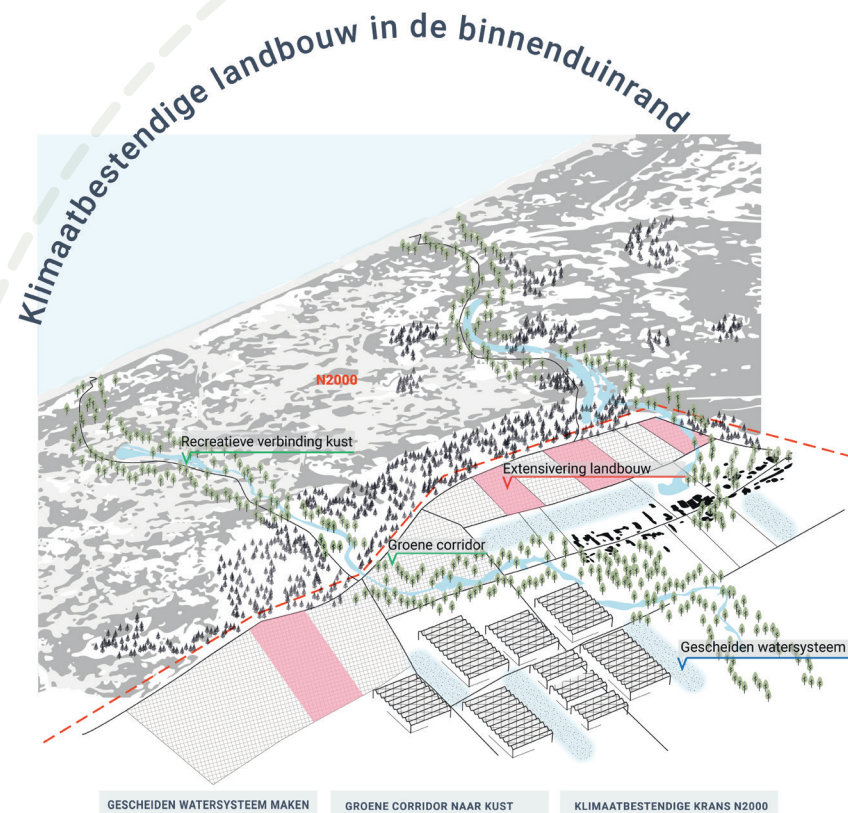 Klimaatbestendige landbouw in de binnenduinrand
N2000
Recreatieve verbinding kust
Extensivering landbouw
Groene corridor
Gescheiden watersysteem
GESCHEIDEN WATERSYSTEEM MAKEN
GROENE CORRIDOR NAAR KUST
KLIMAATBESTENDIGE KRANS N2000